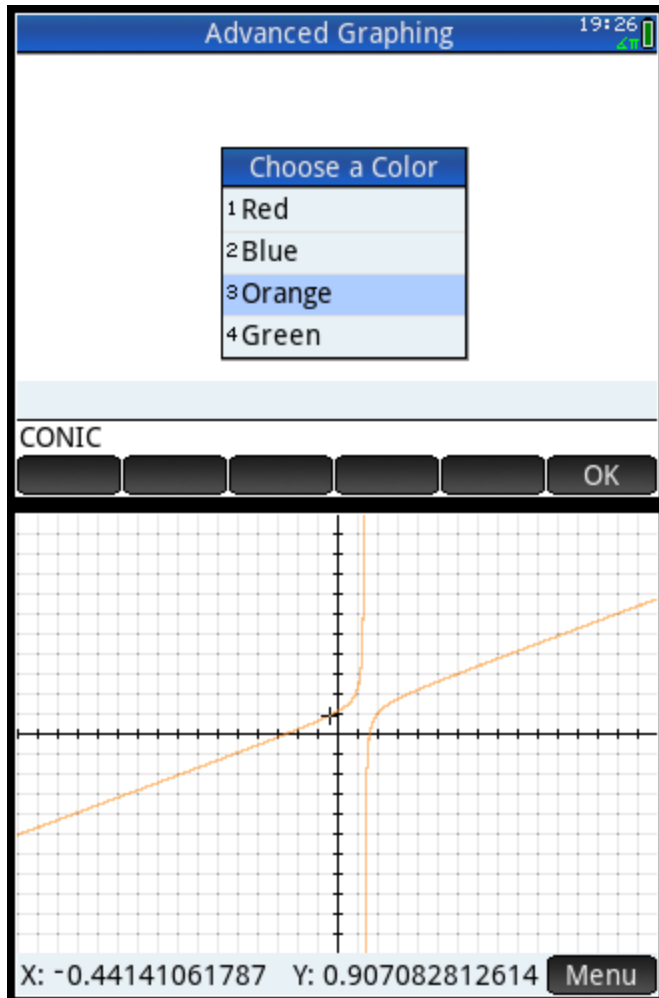 Advanced Graphing
19:26
∡π
Choose a Color
1 Red
2 Blue
3 Orange
4 Green
CONIC
OK
X: -0.44141061787 Y: 0.907082812614 Menu